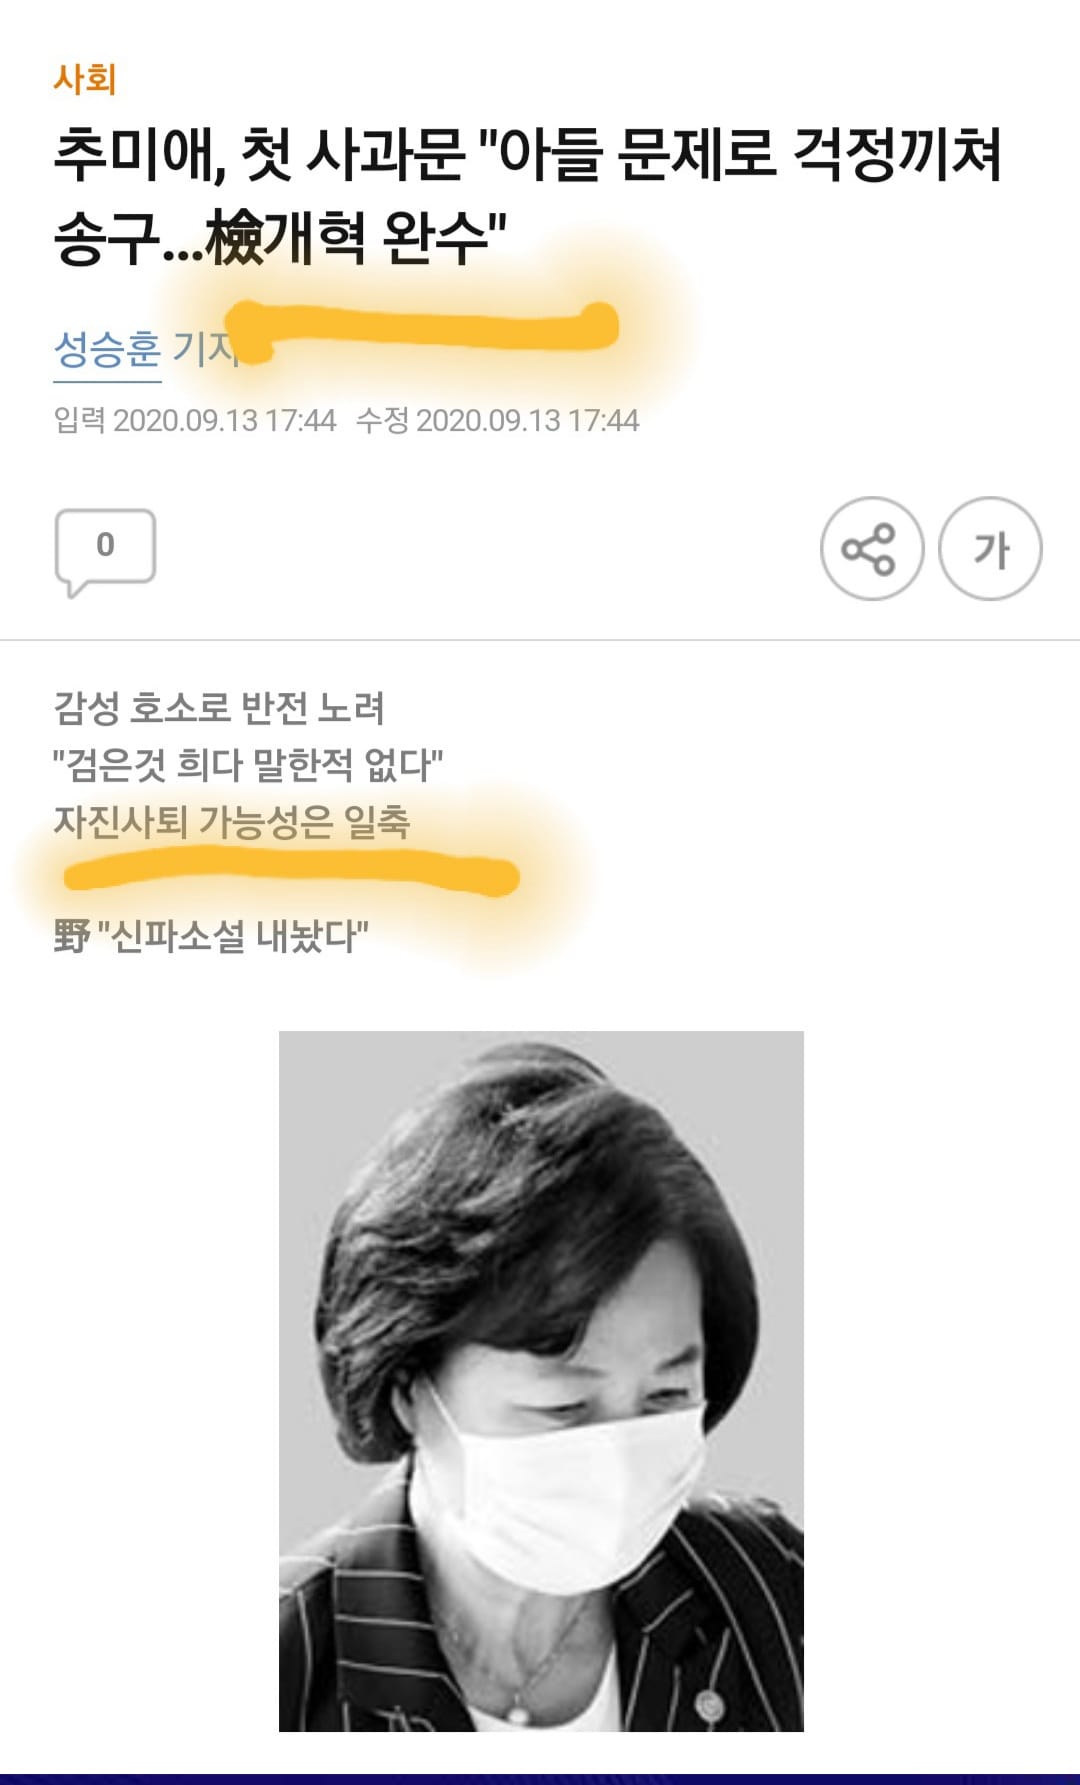 사회
추미애, 첫 사과문 "아들 문제로 걱정끼쳐
송구...檢개혁 완수"
성승훈 기자
입력 2020.09.13 17:44 수정 2020.09.13 17:44
0
가
감성 호소로 반전 노려
"검은것 희다 말한적 없다"
자진사퇴 가능성은 일축
野 "신파소설 내놨다"